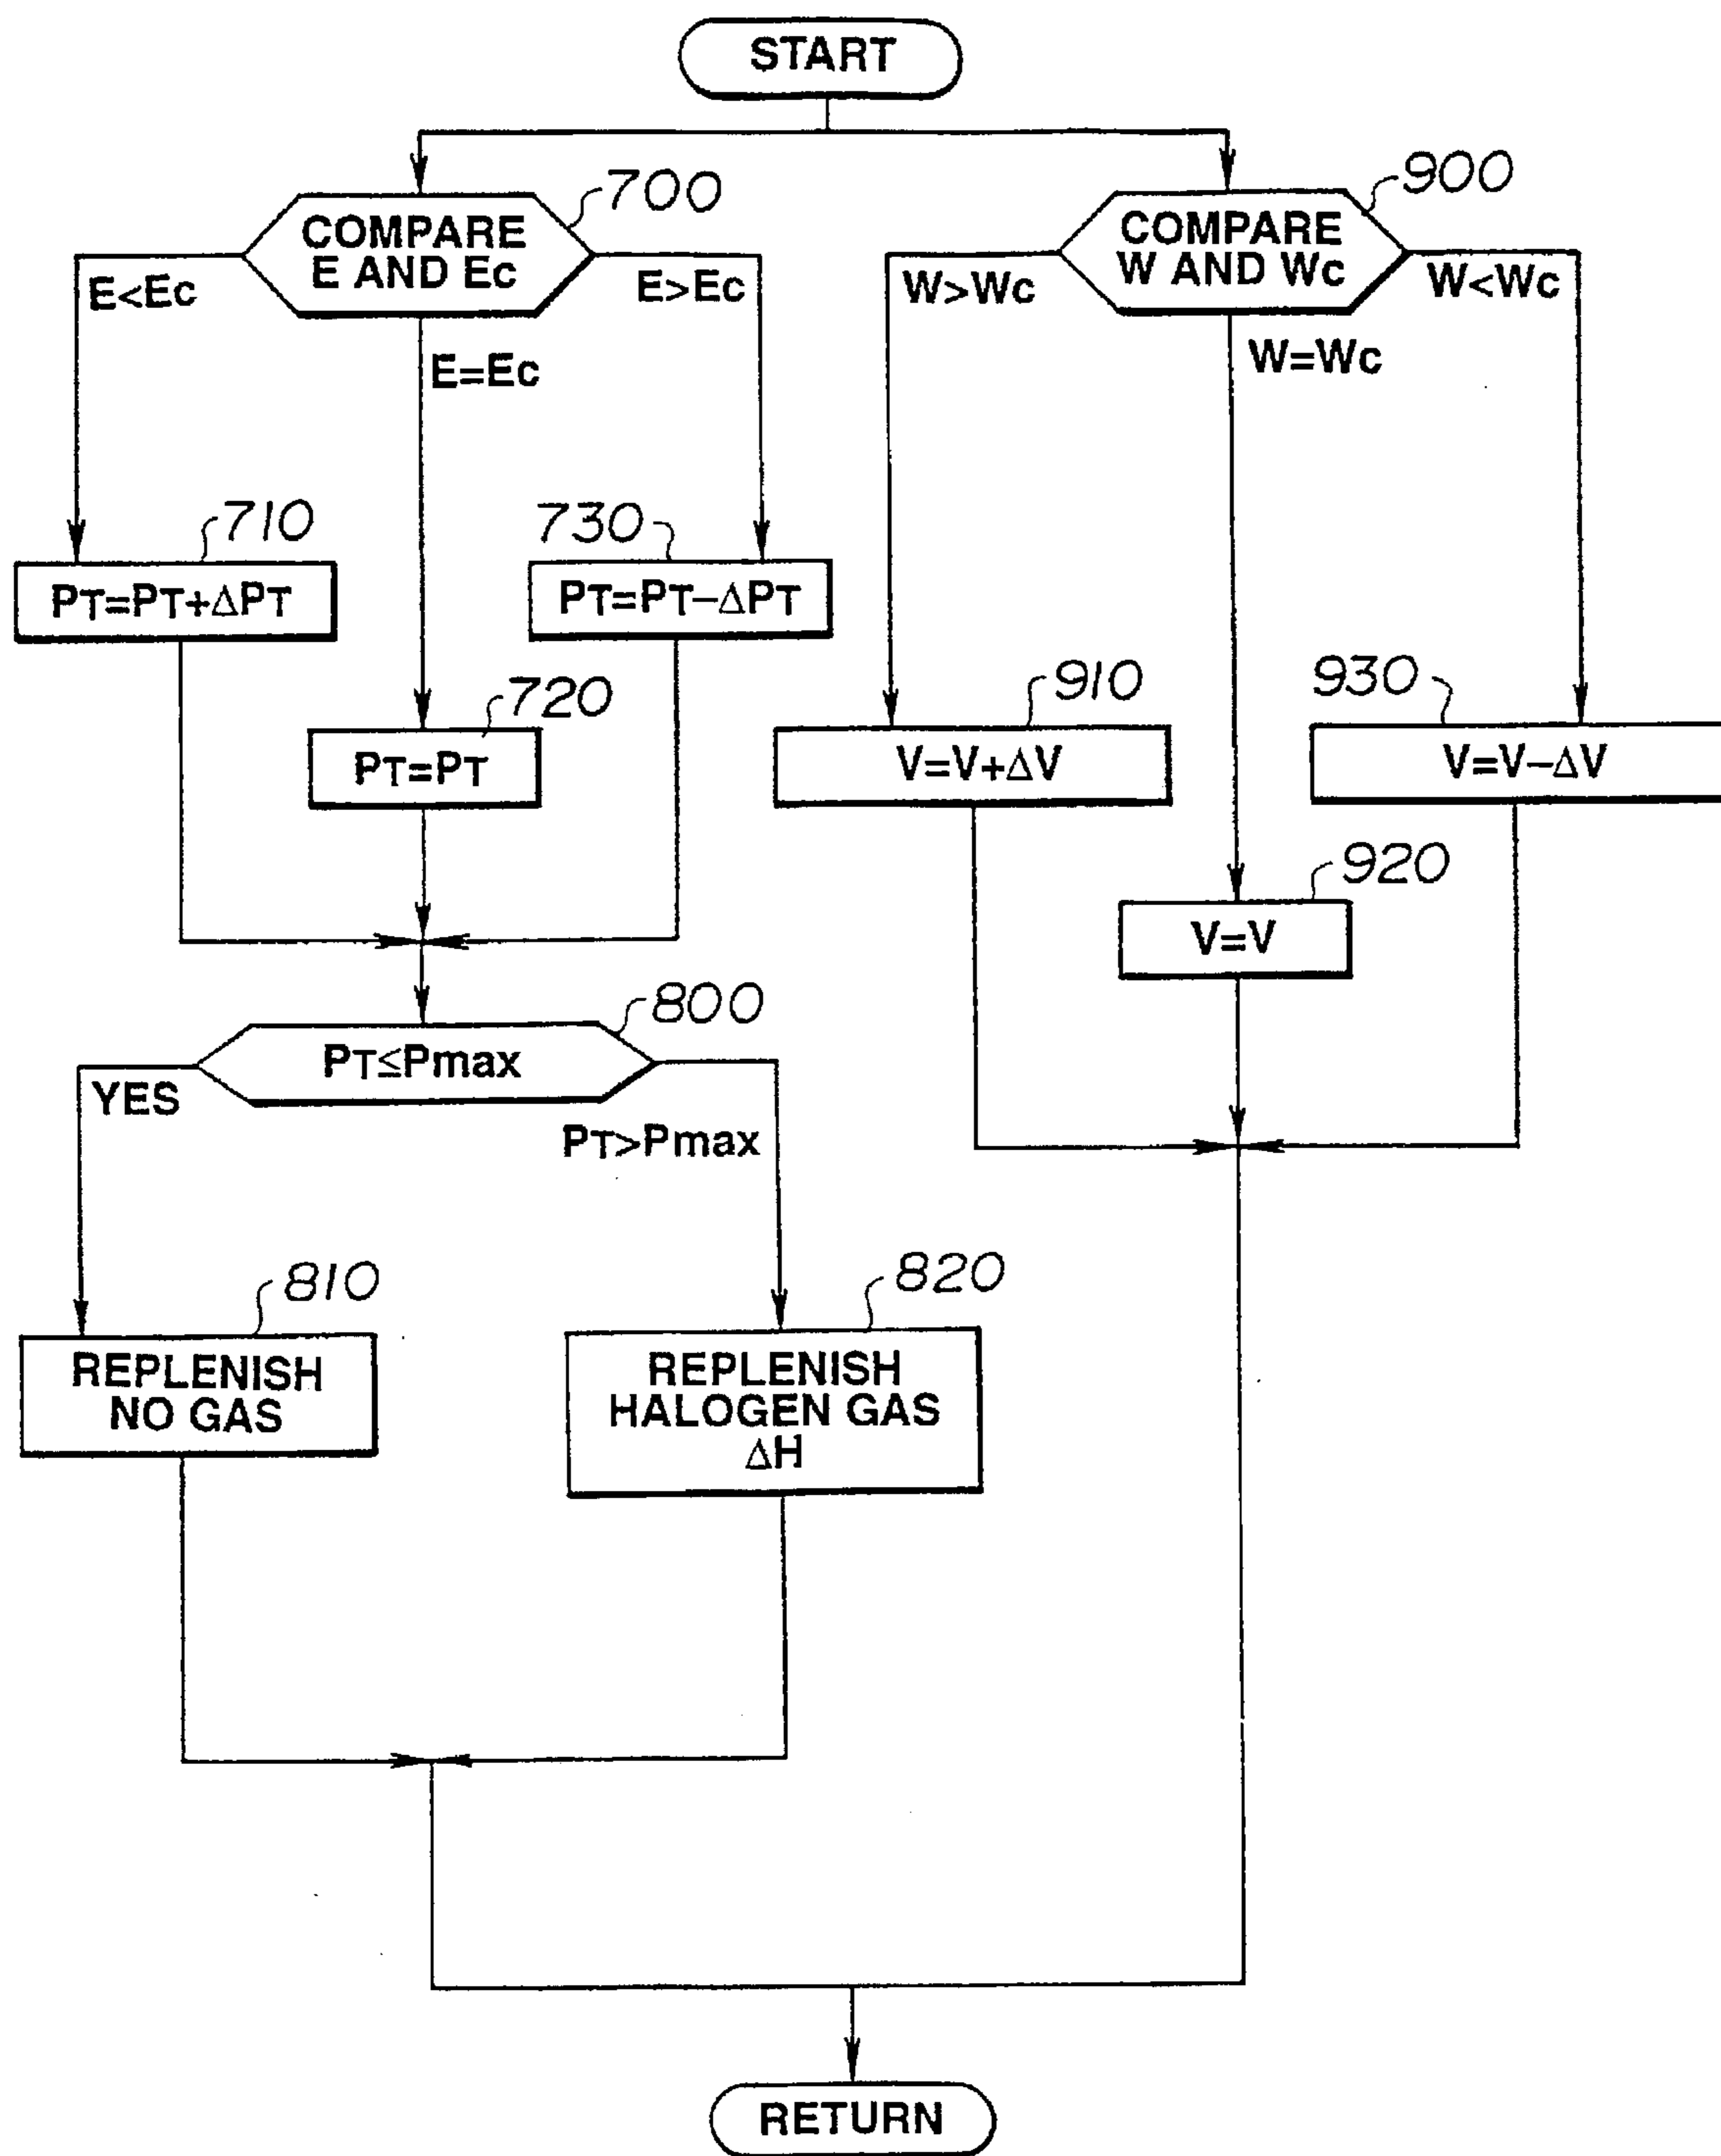 START
700
COMPARE
E AND Ec
E<Ec
E>Ec
E=Ec
900
COMPARE
W AND Wc
W>Wc
W<Wc
W=Wc
710
PT=PT+ΔPT
730
PT=PT−ΔPT
720
PT=PT
910
V=V+ΔV
930
V=V−ΔV
920
V=V
800
PT≤Pmax
YES
PT>Pmax
810
REPLENISH
NO GAS
820
REPLENISH
HALOGEN GAS
ΔH
RETURN